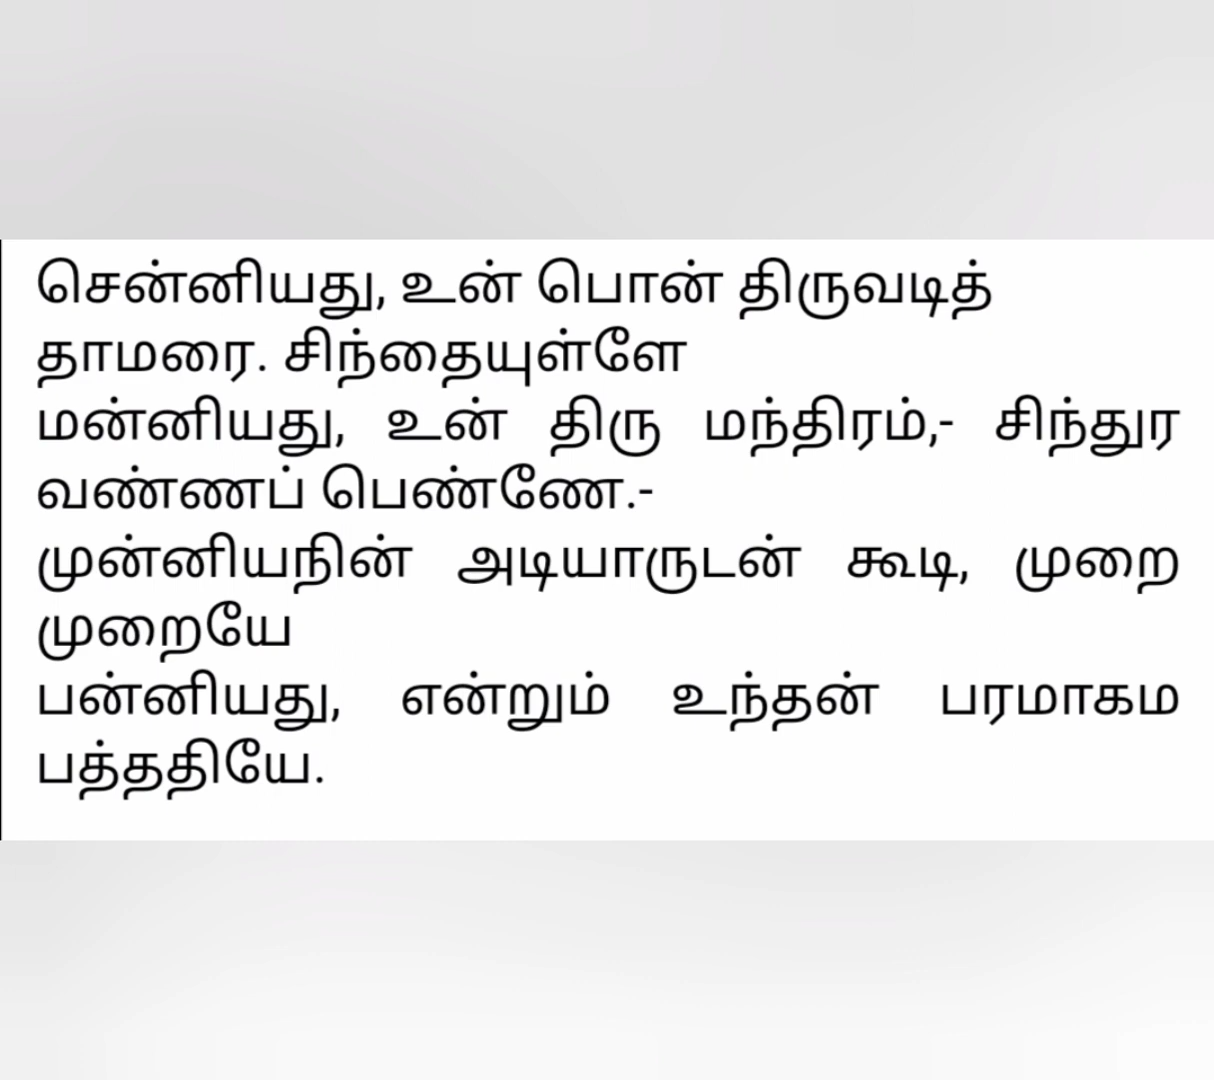 சென்னியது, உன் பொன் திருவடித்
தாமரை. சிந்தையுள்ளே
மன்னியது, உன் திரு மந்திரம்,- சிந்துர
வண்ணப் பெண்ணே.-
முன்னியநின் அடியாருடன் கூடி, முறை
முறையே
பன்னியது, என்றும் உந்தன் பரமாகம
பத்ததியே.